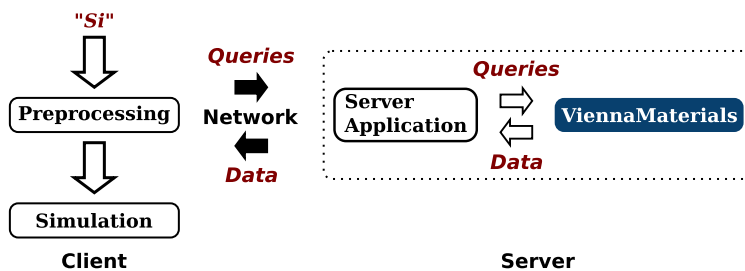 "Si"
Preprocessing
Simulation
Client
Queries
Network
Data
Server
Application
Queries
Data
ViennaMaterials
Server